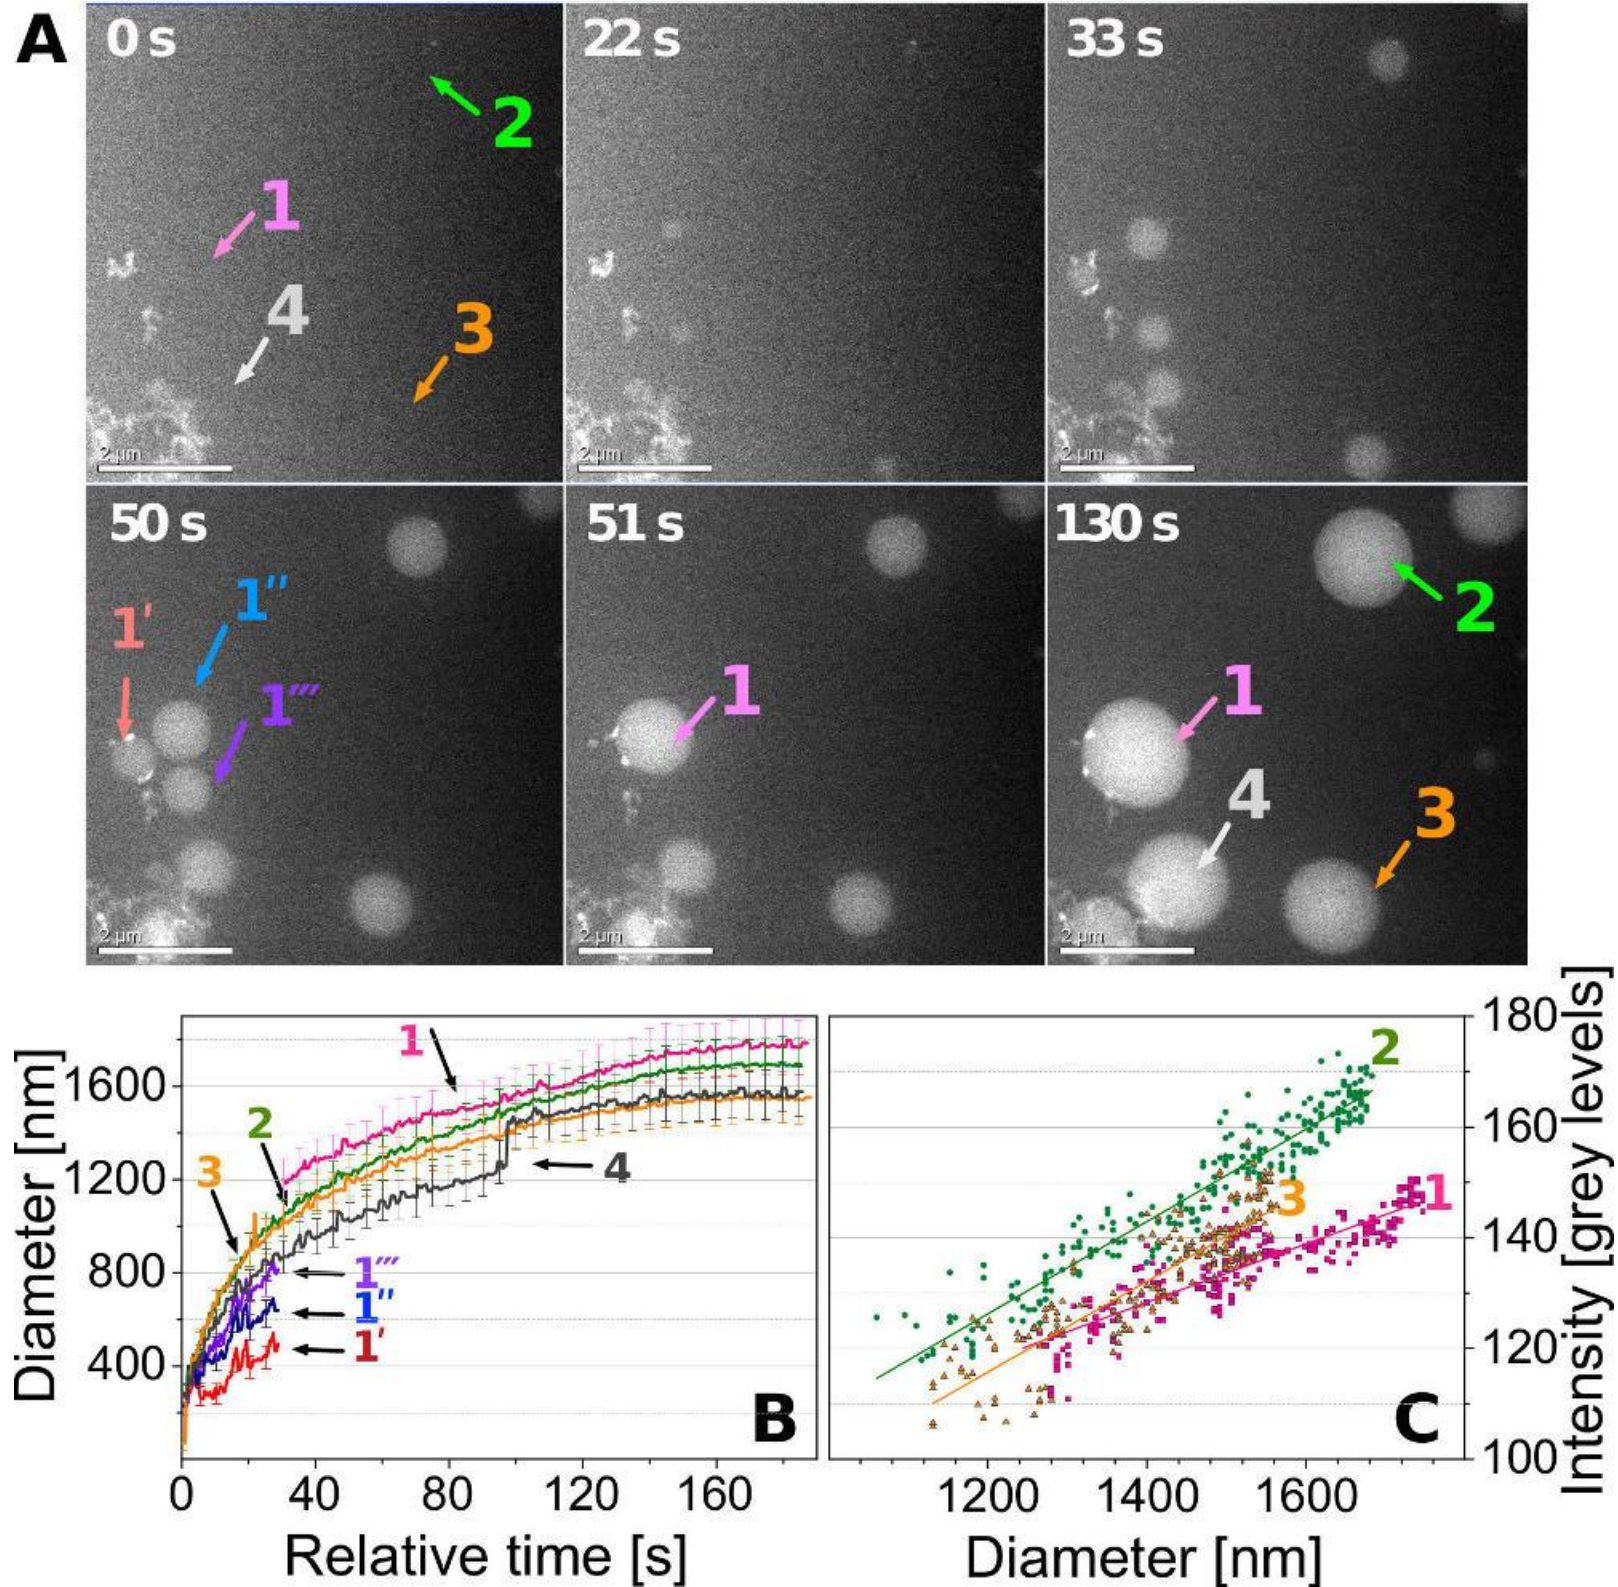 A
0 s
22 s
33 s
2
1
4
3
2 μm
2 μm
2 μm
50 s
51 s
130 s
1'
1''
1'''
1
2
1
4
3
2 μm
2 μm
2 μm
Diameter [nm]
1600
1200
800
400
1
2
3
4
1'''
1''
1'
B
0
40
80
120
160
Relative time [s]
2
3
1
C
180
160
140
120
100
Intensity [grey levels]
1200
1400
1600
Diameter [nm]